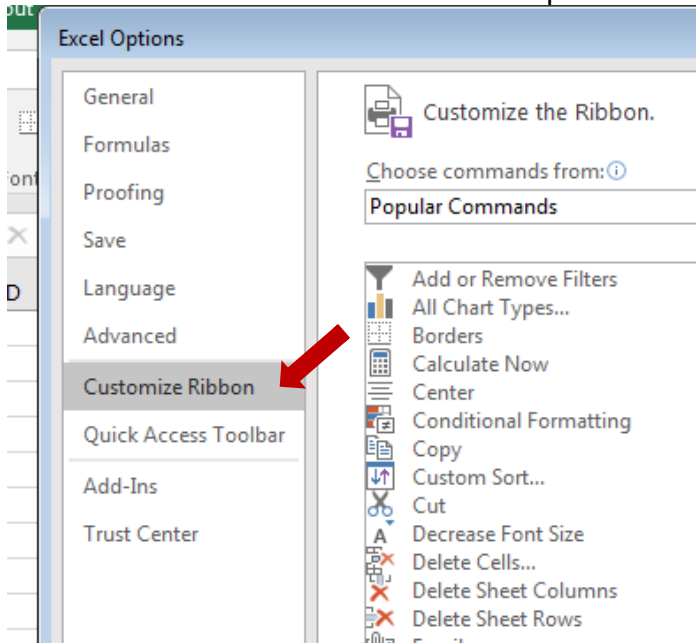 Excel Options
General
Formulas
Proofing
Save
Language
Advanced
Customize Ribbon
Quick Access Toolbar
Add-Ins
Trust Center
Customize the Ribbon.
Choose commands from:
Popular Commands
Add or Remove Filters
All Chart Types...
Borders
Calculate Now
Center
Conditional Formatting
Copy
Custom Sort...
Cut
Decrease Font Size
Delete Cells...
Delete Sheet Columns
Delete Sheet Rows
D